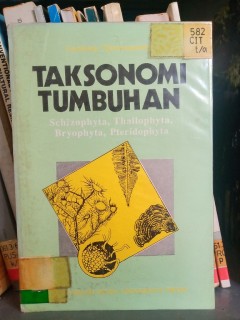 582
CIT
t/a
TAKSONOMI
TUMBUHAN
Schizophyta, Thallophyta,
Bryophyta, Pteridophyta